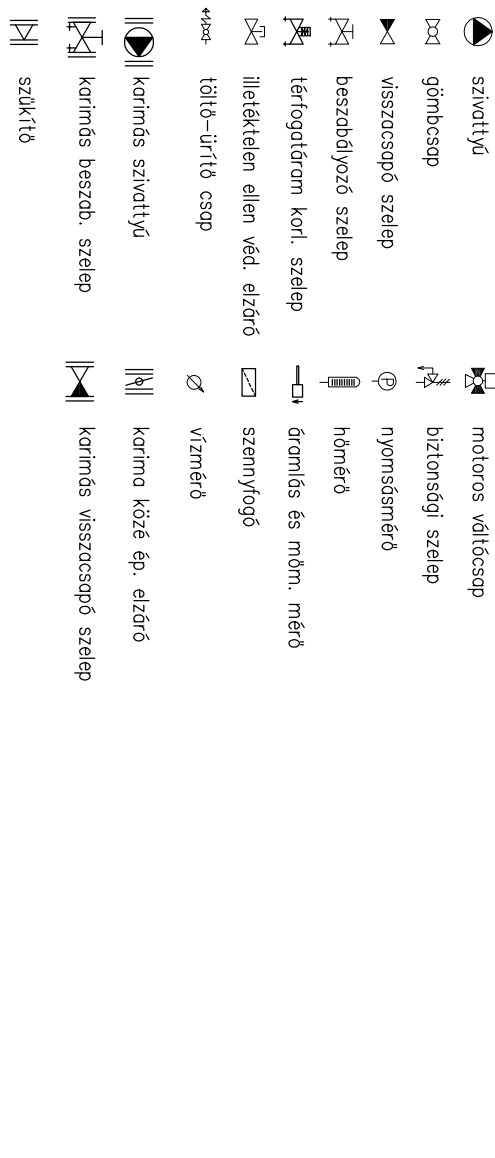 szivattyú
gömbcsap
visszacsapó szelep
beszabályozó szelep
térfogatáram korl. szelep
illetéktelen ellen véd. elzáró
töltő-ürítő csap
karimás szivattyú
karimás beszab. szelep
szűkítő
motoros váltócsap
biztonsági szelep
P
nyomsásmérő
hőmérő
áramlás és möm. mérő
szennyfogó
vízmérő
karima közé ép. elzáró
karimás visszacsapó szelep